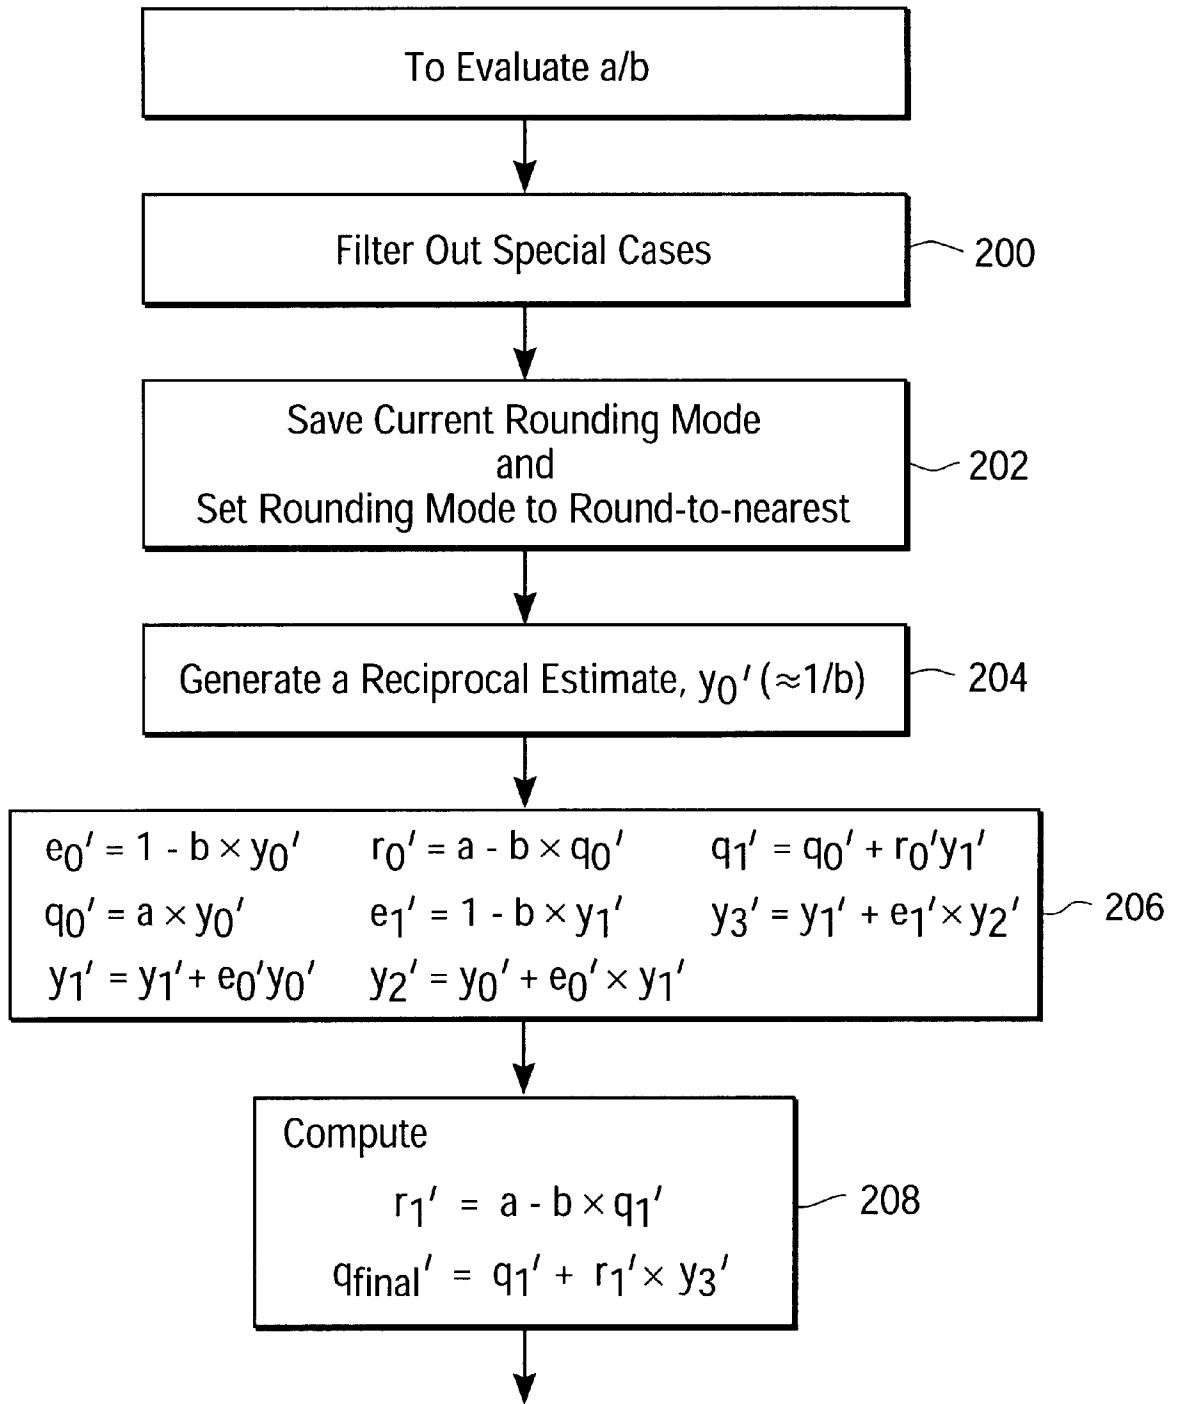 To Evaluate a/b
Filter Out Special Cases
200
Save Current Rounding Mode
and
Set Rounding Mode to Round-to-nearest
202
Generate a Reciprocal Estimate, y₀′ (≈1/b)
204
e₀′ = 1 - b × y₀′ r₀′ = a - b × q₀′ q₁′ = q₀′ + r₀′y₁′
q₀′ = a × y₀′ e₁′ = 1 - b × y₁′ y₃′ = y₁′ + e₁′× y₂′
y₁′ = y₁′+ e₀′y₀′ y₂′ = y₀′ + e₀′ × y₁′
206
Compute
r₁′ = a - b × q₁′
q_final′ = q₁′ + r₁′× y₃′
208